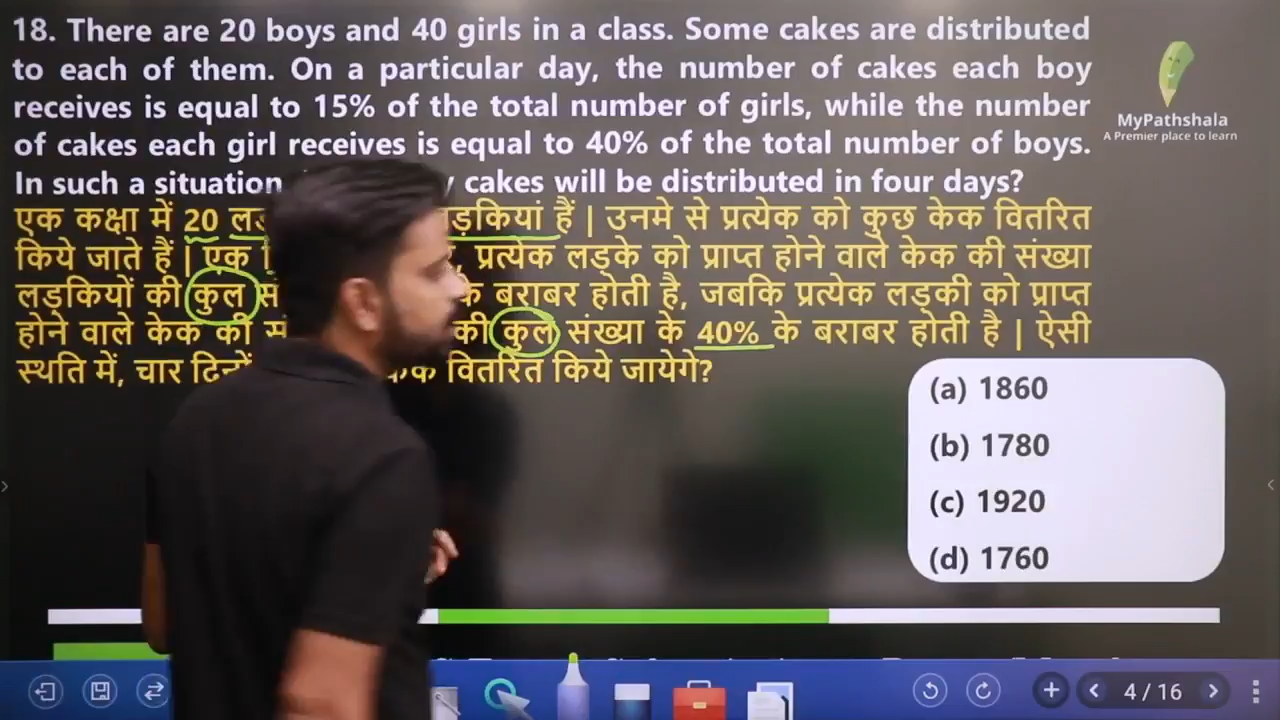 18. There are 20 boys and 40 girls in a class. Some cakes are distributed
to each of them. On a particular day, the number of cakes each boy
receives is equal to 15% of the total number of girls, while the number
of cakes each girl receives is equal to 40% of the total number of boys.
In such a situation cakes will be distributed in four days?
एक कक्षा में 20 हैं | उनमे से प्रत्येक को कुछ केक वितरित
किये जाते हैं | एक प्रत्येक लड़के को प्राप्त होने वाले केक की संख्या
लड़कियों की कुल बराबर होती है, जबकि प्रत्येक लड़की को प्राप्त
होने वाले केक की की कुल संख्या के 40% के बराबर होती है | ऐसी
स्थति में, चार वितरित किये जायेगे?
MyPathshala
A Premier place to learn
(a) 1860
(b) 1780
(c) 1920
(d) 1760
4 / 16